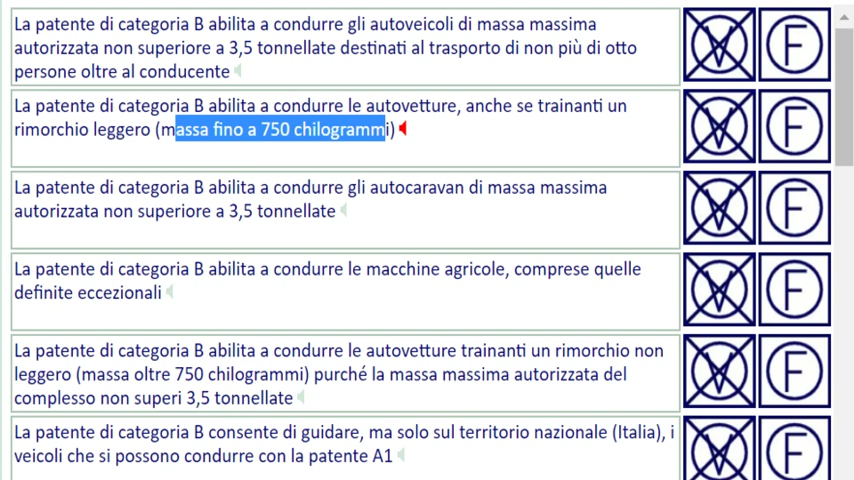 La patente di categoria B abilita a condurre gli autoveicoli di massa massima
autorizzata non superiore a 3,5 tonnellate destinati al trasporto di non più di otto
persone oltre al conducente
V F
La patente di categoria B abilita a condurre le autovetture, anche se trainanti un
rimorchio leggero (massa fino a 750 chilogrammi)
V F
La patente di categoria B abilita a condurre gli autocaravan di massa massima
autorizzata non superiore a 3,5 tonnellate
V F
La patente di categoria B abilita a condurre le macchine agricole, comprese quelle
definite eccezionali
V F
La patente di categoria B abilita a condurre le autovetture trainanti un rimorchio non
leggero (massa oltre 750 chilogrammi) purché la massa massima autorizzata del
complesso non superi 3,5 tonnellate
V F
La patente di categoria B consente di guidare, ma solo sul territorio nazionale (Italia), i
veicoli che si possono condurre con la patente A1
V F